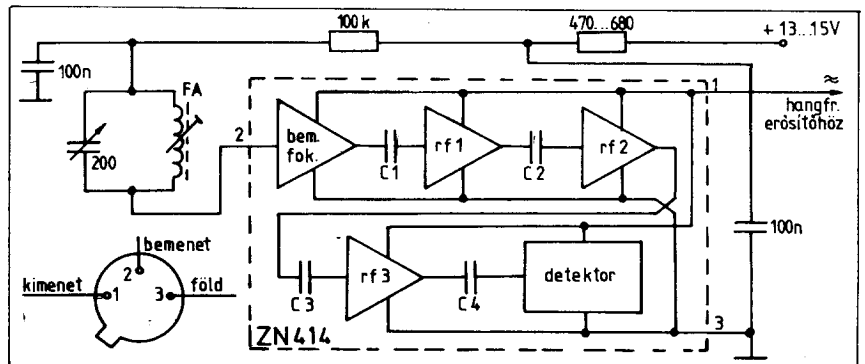 100k
470...680
+ 13...15V
100n
FA
200
2
bem.
fok.
C1
rf1
C2
rf2
1
≈
hangfr.
erősítőhöz
C3
rf3
C4
detektor
100n
3
ZN414
bemenet
2
kimenet
1
3
föld